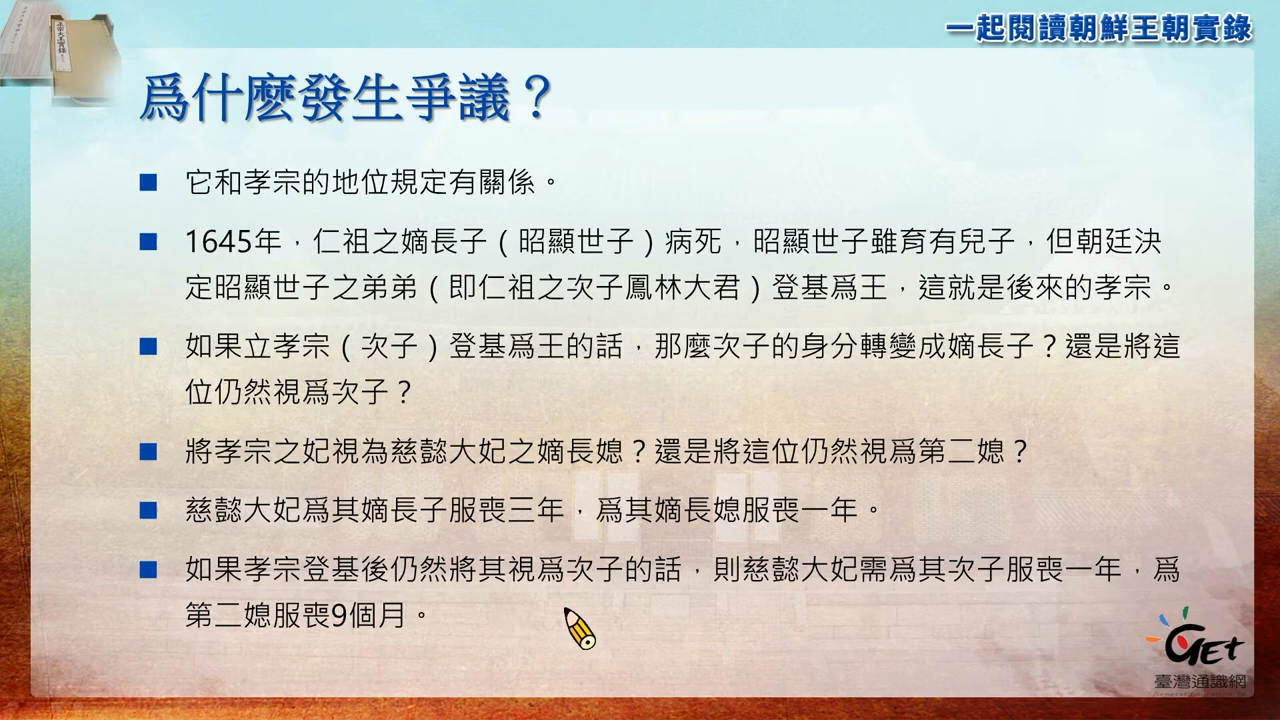 一起閱讀朝鮮王朝實錄
爲什麽發生爭議？
它和孝宗的地位規定有關係。
1645年，仁祖之嫡長子（昭顯世子）病死，昭顯世子雖育有兒子，但朝廷決
定昭顯世子之弟弟（即仁祖之次子鳳林大君）登基爲王，這就是後來的孝宗。
如果立孝宗（次子）登基爲王的話，那麼次子的身分轉變成嫡長子？還是將這
位仍然視爲次子？
將孝宗之妃視為慈懿大妃之嫡長媳？還是將這位仍然視爲第二媳？
慈懿大妃爲其嫡長子服喪三年，爲其嫡長媳服喪一年。
如果孝宗登基後仍然將其視爲次子的話，則慈懿大妃需爲其次子服喪一年，爲
第二媳服喪9個月。
GEt
臺灣通識網